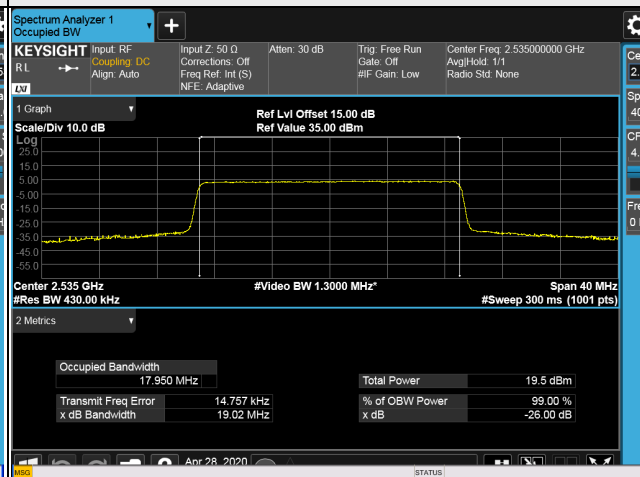 Spectrum Analyzer 1
Occupied BW
KEYSIGHT
R L
LXI
Input: RF
Coupling: DC
Align: Auto
Input Z: 50 Ω
Corrections: Off
Freq Ref: Int (S)
NFE: Adaptive
Atten: 30 dB
Trig: Free Run
Gate: Off
#IF Gain: Low
Center Freq: 2.535000000 GHz
Avg|Hold: 1/1
Radio Std: None
1 Graph
Scale/Div 10.0 dB
Ref Lvl Offset 15.00 dB
Ref Value 35.00 dBm
Log
25.0
15.0
5.00
-5.00
-15.0
-25.0
-35.0
-45.0
-55.0
Center 2.535 GHz
#Video BW 1.3000 MHz*
Span 40 MHz
#Res BW 430.00 kHz
#Sweep 300 ms (1001 pts)
2 Metrics
Occupied Bandwidth
17.950 MHz
Total Power 19.5 dBm
Transmit Freq Error 14.757 kHz
% of OBW Power 99.00 %
x dB Bandwidth 19.02 MHz
x dB -26.00 dB
Apr 28, 2020
MSG
STATUS